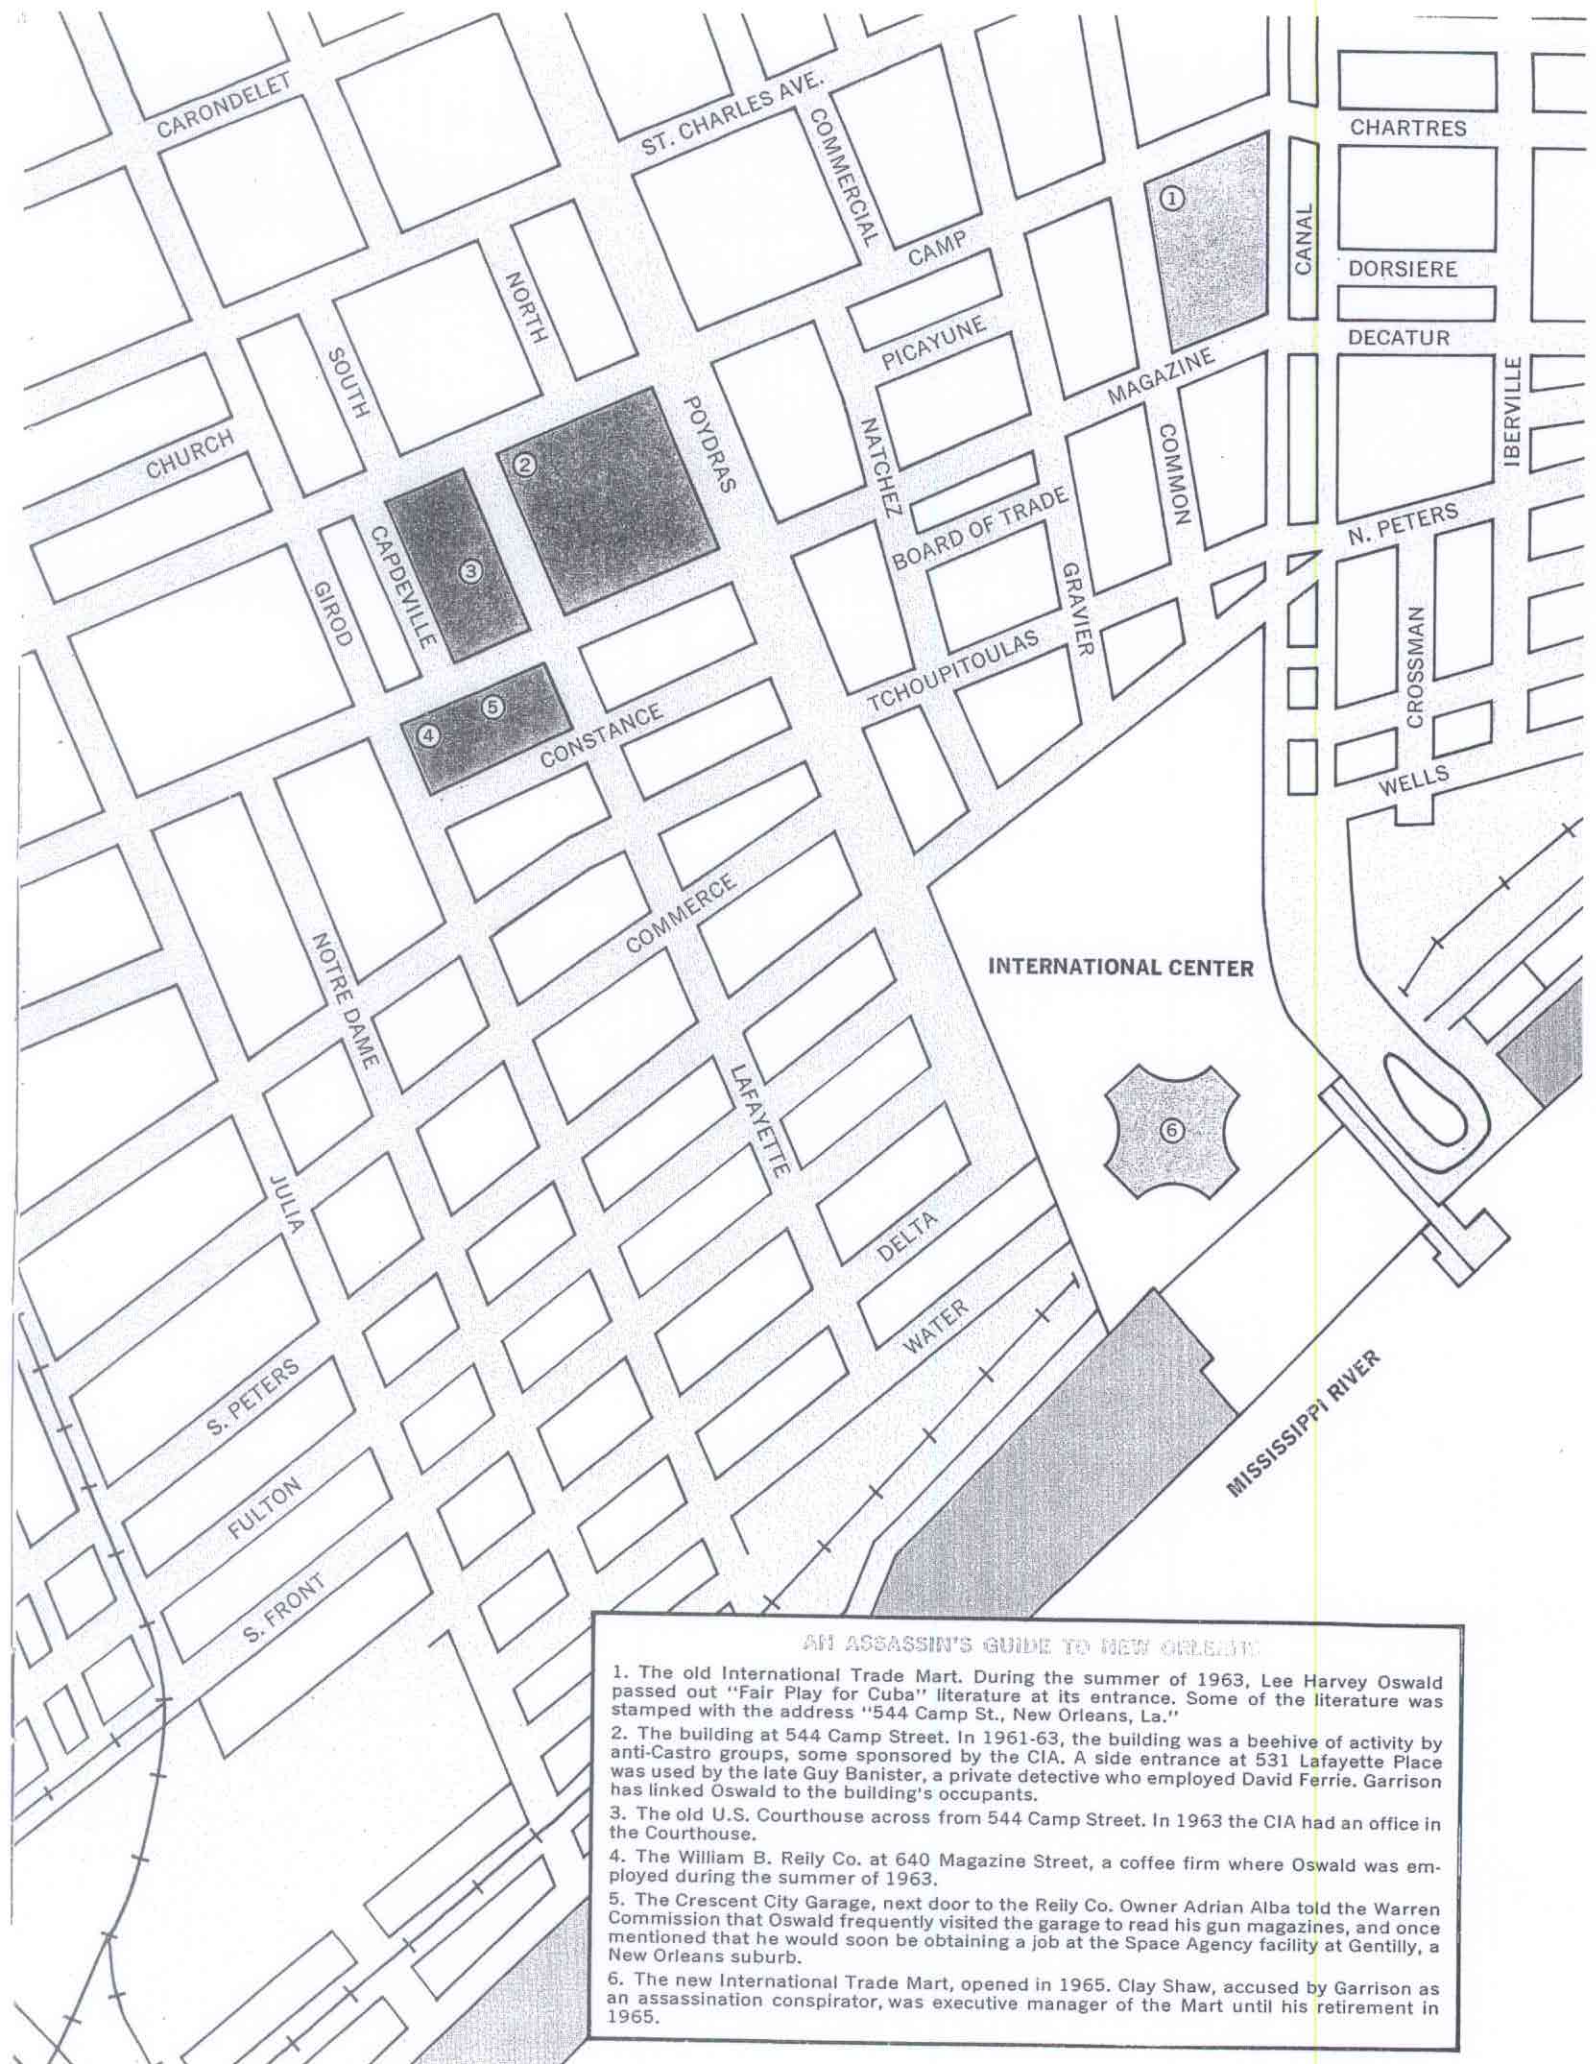 CARONDELET
ST. CHARLES AVE.
COMMERCIAL
CHARTRES
①
CANAL
CAMP
DORSIERE
NORTH
PICAYUNE
DECATUR
SOUTH
MAGAZINE
IBERVILLE
POYDRAS
CHURCH
②
NATCHEZ
COMMON
BOARD OF TRADE
N. PETERS
CAPDEVILLE
③
GIROD
GRAVIER
TCHOUPITOULAS
CROSSMAN
④
⑤
CONSTANCE
WELLS
COMMERCE
NOTRE DAME
INTERNATIONAL CENTER
LAFAYETTE
⑥
JULIA
DELTA
WATER
S. PETERS
MISSISSIPPI RIVER
FULTON
S. FRONT
AN ASSASSIN'S GUIDE TO NEW ORLEANS
1. The old International Trade Mart. During the summer of 1963, Lee Harvey Oswald
passed out "Fair Play for Cuba" literature at its entrance. Some of the literature was
stamped with the address "544 Camp St., New Orleans, La."
2. The building at 544 Camp Street. In 1961-63, the building was a beehive of activity by
anti-Castro groups, some sponsored by the CIA. A side entrance at 531 Lafayette Place
was used by the late Guy Banister, a private detective who employed David Ferrie. Garrison
has linked Oswald to the building's occupants.
3. The old U.S. Courthouse across from 544 Camp Street. In 1963 the CIA had an office in
the Courthouse.
4. The William B. Reily Co. at 640 Magazine Street, a coffee firm where Oswald was em-
ployed during the summer of 1963.
5. The Crescent City Garage, next door to the Reily Co. Owner Adrian Alba told the Warren
Commission that Oswald frequently visited the garage to read his gun magazines, and once
mentioned that he would soon be obtaining a job at the Space Agency facility at Gentilly, a
New Orleans suburb.
6. The new International Trade Mart, opened in 1965. Clay Shaw, accused by Garrison as
an assassination conspirator, was executive manager of the Mart until his retirement in
1965.